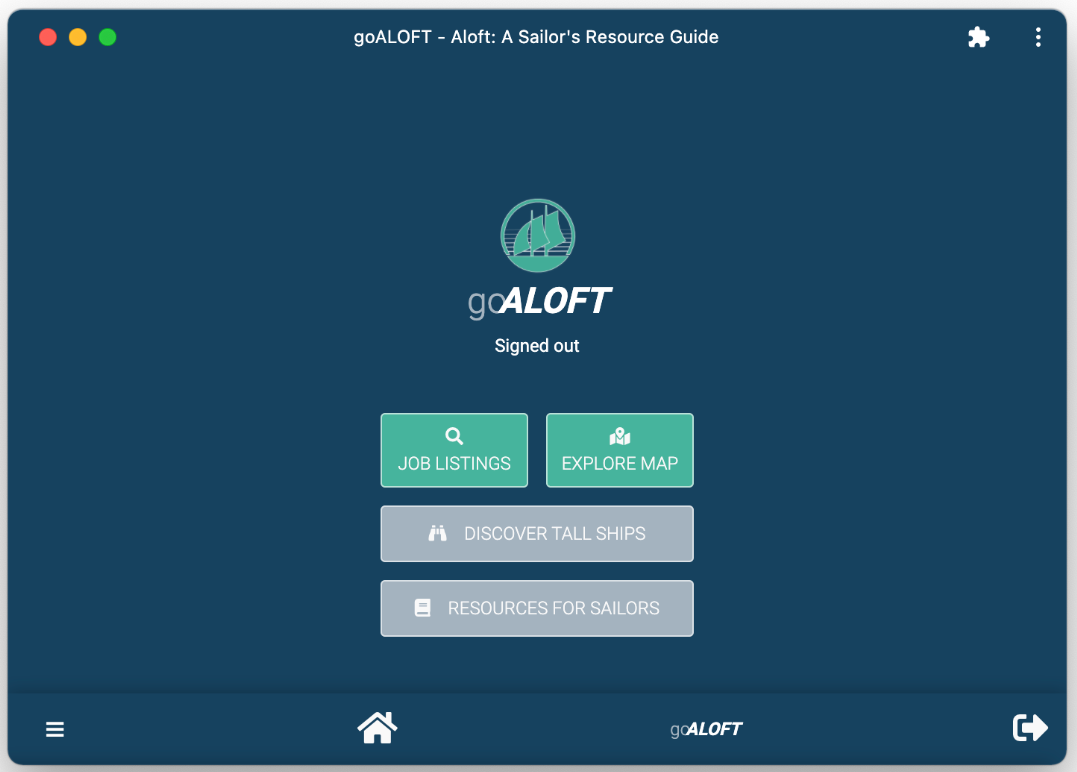 goALOFT - Aloft: A Sailor's Resource Guide
goALOFT
Signed out
JOB LISTINGS
EXPLORE MAP
DISCOVER TALL SHIPS
RESOURCES FOR SAILORS
goALOFT